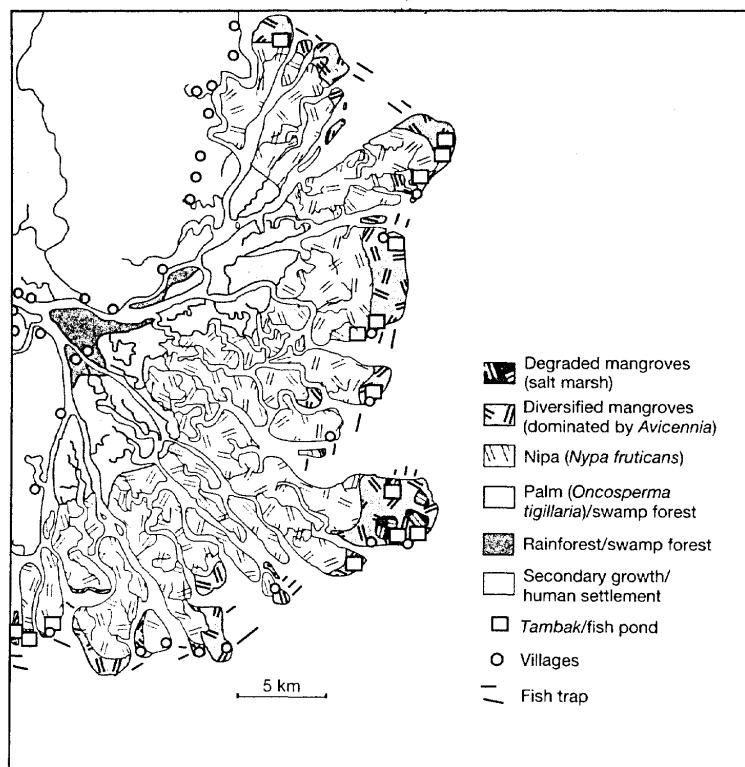 Degraded mangroves
(salt marsh)
Diversified mangroves
(dominated by Avicennia)
Nipa (Nypa fruticans)
Palm (Oncosperma
tigillaria)/swamp forest
Rainforest/swamp forest
Secondary growth/
human settlement
Tambak/fish pond
Villages
Fish trap
5 km